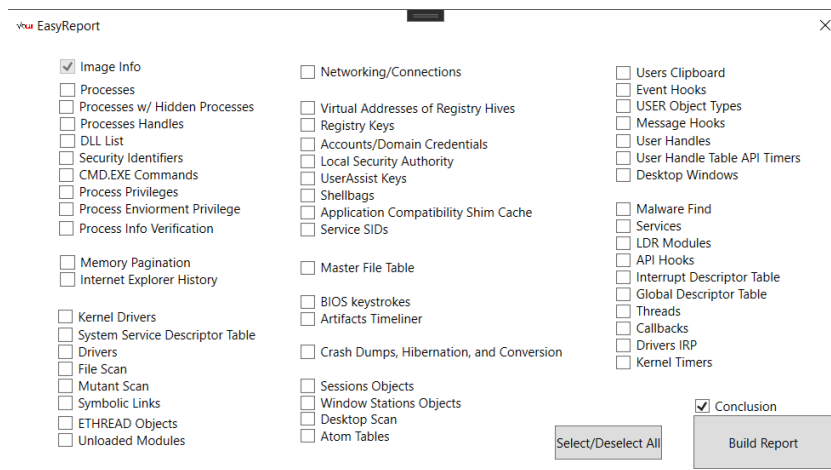 EasyReport
Image Info
Processes
Processes w/ Hidden Processes
Processes Handles
DLL List
Security Identifiers
CMD.EXE Commands
Process Privileges
Process Enviorment Privilege
Process Info Verification
Memory Pagination
Internet Explorer History
Kernel Drivers
System Service Descriptor Table
Drivers
File Scan
Mutant Scan
Symbolic Links
ETHREAD Objects
Unloaded Modules
Networking/Connections
Virtual Addresses of Registry Hives
Registry Keys
Accounts/Domain Credentials
Local Security Authority
UserAssist Keys
Shellbags
Application Compatibility Shim Cache
Service SIDs
Master File Table
BIOS keystrokes
Artifacts Timeliner
Crash Dumps, Hibernation, and Conversion
Sessions Objects
Window Stations Objects
Desktop Scan
Atom Tables
Users Clipboard
Event Hooks
USER Object Types
Message Hooks
User Handles
User Handle Table API Timers
Desktop Windows
Malware Find
Services
LDR Modules
API Hooks
Interrupt Descriptor Table
Global Descriptor Table
Threads
Callbacks
Drivers IRP
Kernel Timers
Conclusion
Select/Deselect All
Build Report